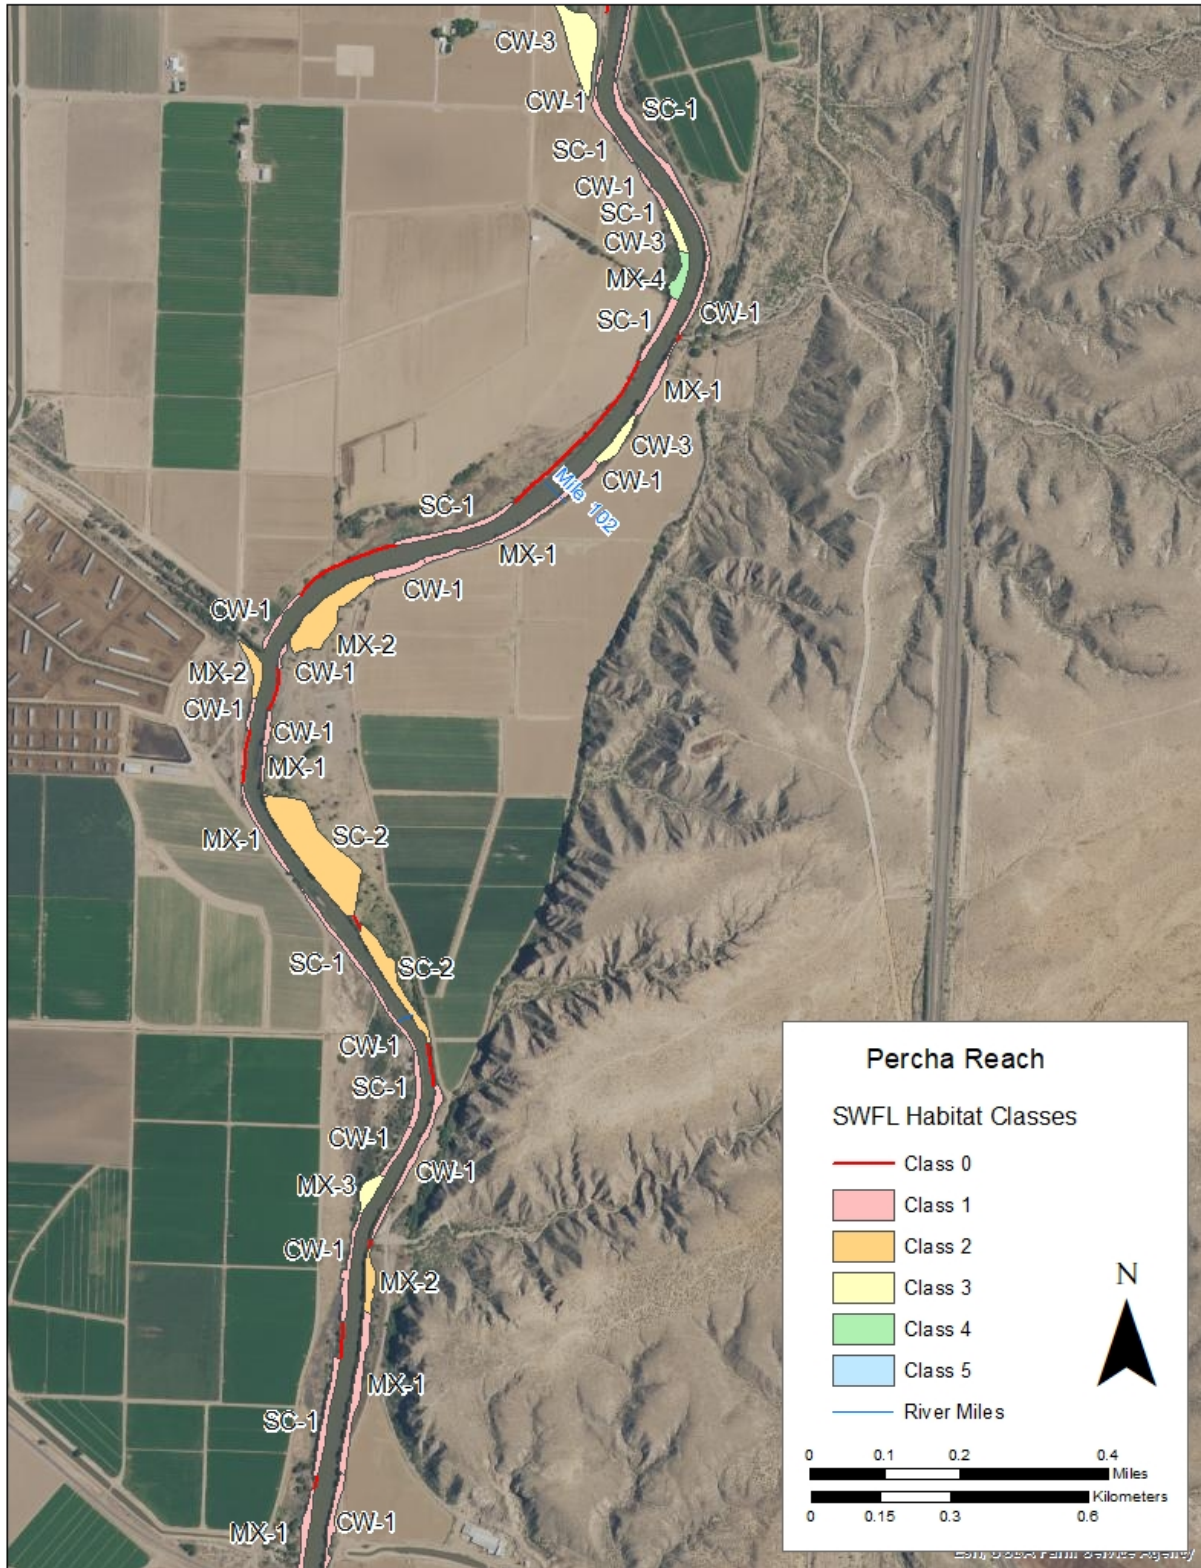 CW-3
CW-1
SC-1
SC-1
CW-1
SC-1
CW-3
MX-4
SC-1
CW-1
MX-1
CW-3
CW-1
Mile 102
SC-1
MX-1
CW-1
CW-1
MX-2
CW-1
MX-2
CW-1
CW-1
MX-1
MX-1
SC-2
SC-1
SC-2
CW-1
SC-1
CW-1
CW-1
MX-3
CW-1
MX-2
MX-1
SC-1
MX-1
CW-1
Percha Reach
SWFL Habitat Classes
Class 0
Class 1
Class 2
Class 3
Class 4
Class 5
River Miles
N
0 0.1 0.2 0.4
Miles
Kilometers
0 0.15 0.3 0.6